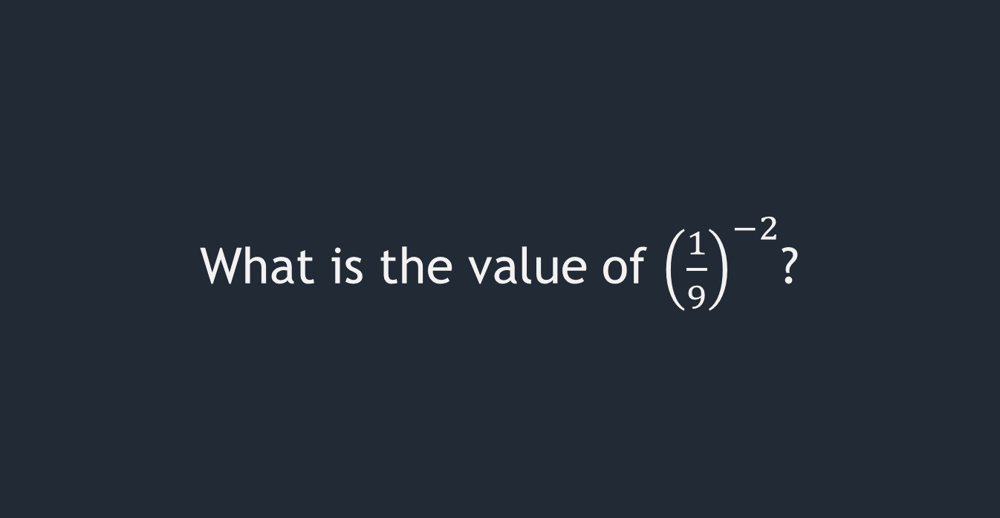 What is the value of (1/9)⁻²?